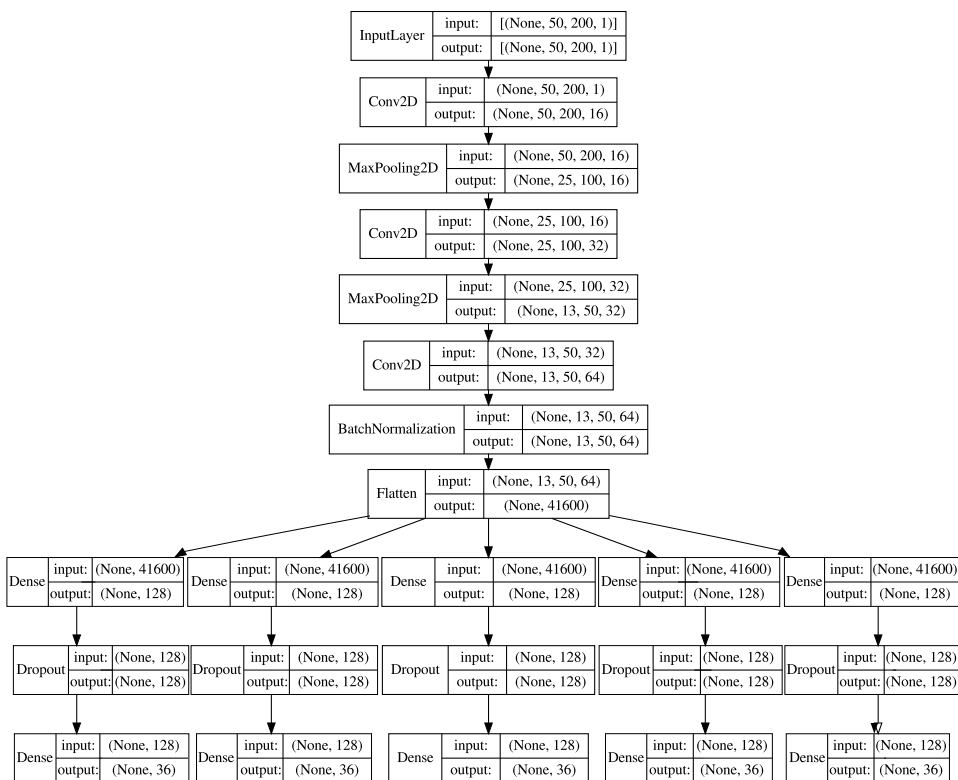 InputLayer input: [(None, 50, 200, 1)]
output: [(None, 50, 200, 1)]
Conv2D input: (None, 50, 200, 1)
output: (None, 50, 200, 16)
MaxPooling2D input: (None, 50, 200, 16)
output: (None, 25, 100, 16)
Conv2D input: (None, 25, 100, 16)
output: (None, 25, 100, 32)
MaxPooling2D input: (None, 25, 100, 32)
output: (None, 13, 50, 32)
Conv2D input: (None, 13, 50, 32)
output: (None, 13, 50, 64)
BatchNormalization input: (None, 13, 50, 64)
output: (None, 13, 50, 64)
Flatten input: (None, 13, 50, 64)
output: (None, 41600)
Dense input: (None, 41600) Dense input: (None, 41600) Dense input: (None, 41600) Dense input: (None, 41600) Dense input: (None, 41600)
output: (None, 128) output: (None, 128) output: (None, 128) output: (None, 128) output: (None, 128)
Dropout input: (None, 128) Dropout input: (None, 128) Dropout input: (None, 128) Dropout input: (None, 128) Dropout input: (None, 128)
output: (None, 128) output: (None, 128) output: (None, 128) output: (None, 128) output: (None, 128)
Dense input: (None, 128) Dense input: (None, 128) Dense input: (None, 128) Dense input: (None, 128) Dense input: (None, 128)
output: (None, 36) output: (None, 36) output: (None, 36) output: (None, 36) output: (None, 36)